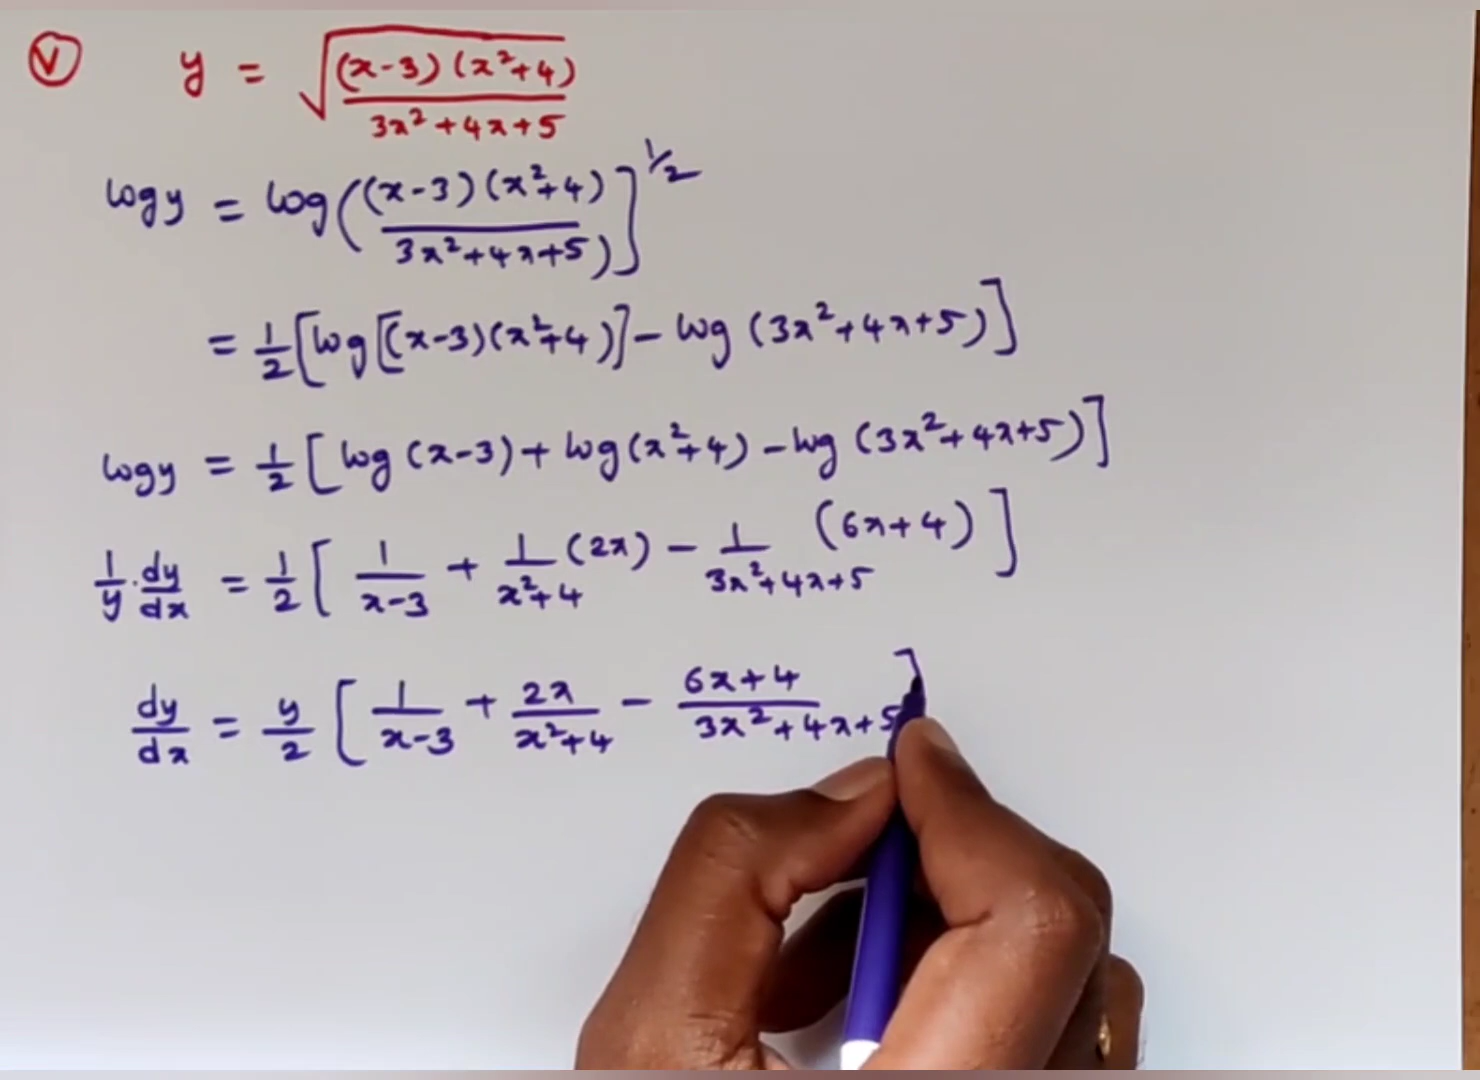 (V) y = √((x-3)(x²+4)/(3x²+4x+5))
logy = log((x-3)(x²+4)/(3x²+4x+5))]^1/2
= 1/2[log[(x-3)(x²+4)]-log(3x²+4x+5)]
logy = 1/2[log(x-3)+log(x²+4)-log(3x²+4x+5)]
1/y·dy/dx = 1/2[1/(x-3) + 1/(x²+4) (2x) - 1/(3x²+4x+5) (6x+4)]
dy/dx = y/2[1/(x-3) + 2x/(x²+4) - (6x+4)/(3x²+4x+5)]